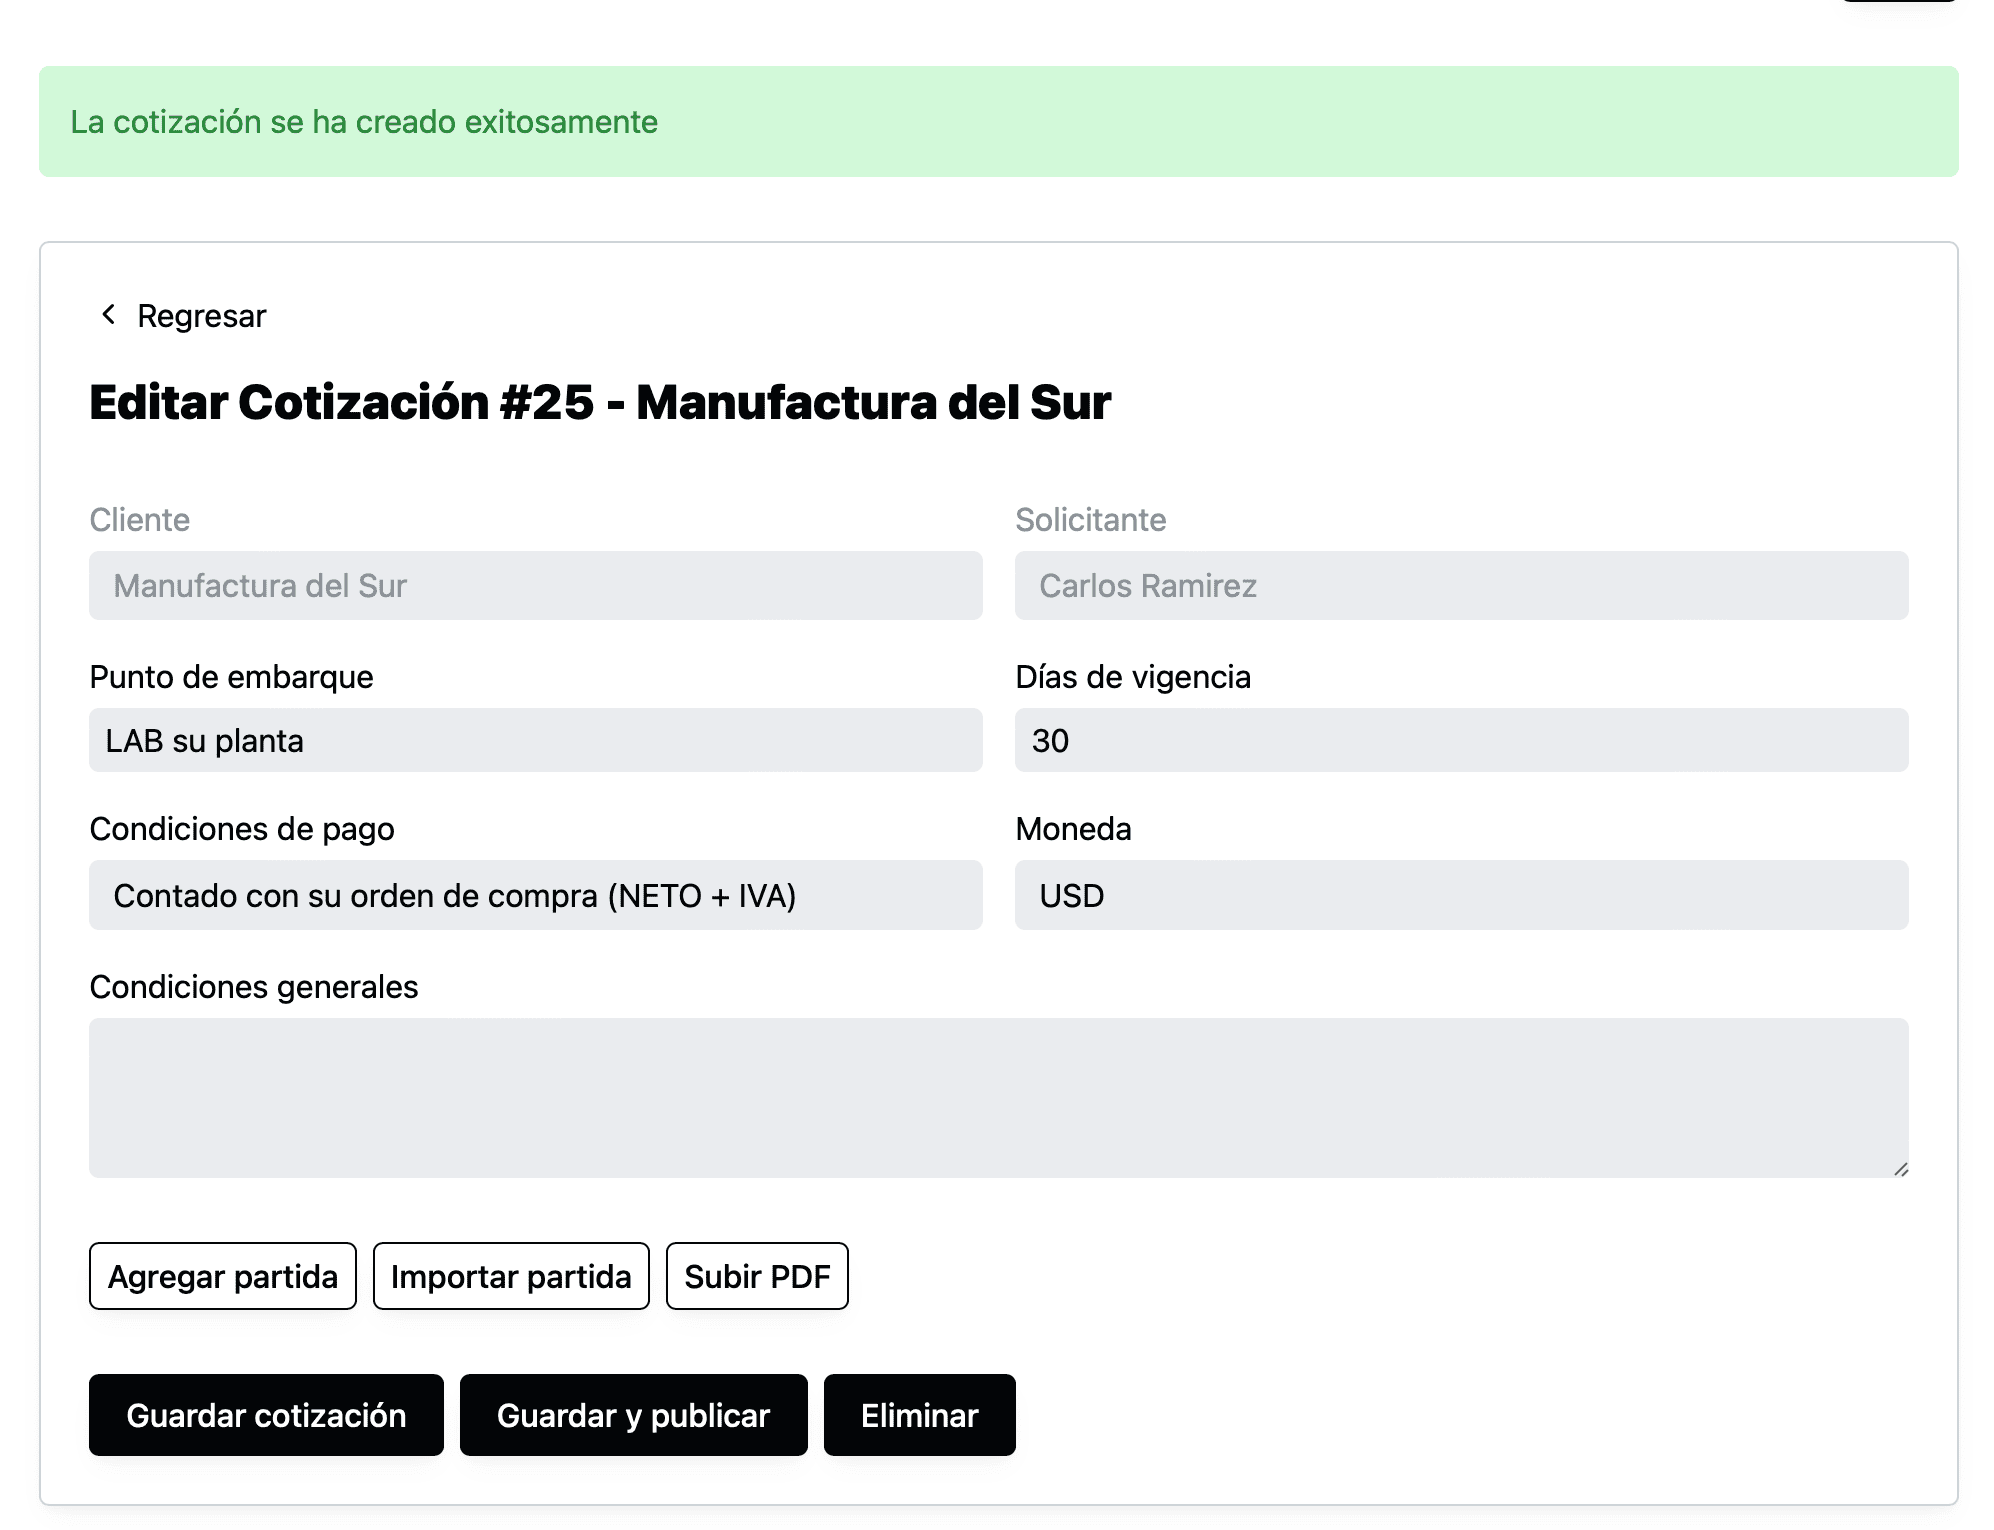 La cotización se ha creado exitosamente
Regresar
Editar Cotización #25 - Manufactura del Sur
Cliente
Solicitante
Manufactura del Sur
Carlos Ramirez
Punto de embarque
Días de vigencia
LAB su planta
30
Condiciones de pago
Moneda
Contado con su orden de compra (NETO + IVA)
USD
Condiciones generales
Agregar partida
Importar partida
Subir PDF
Guardar cotización
Guardar y publicar
Eliminar